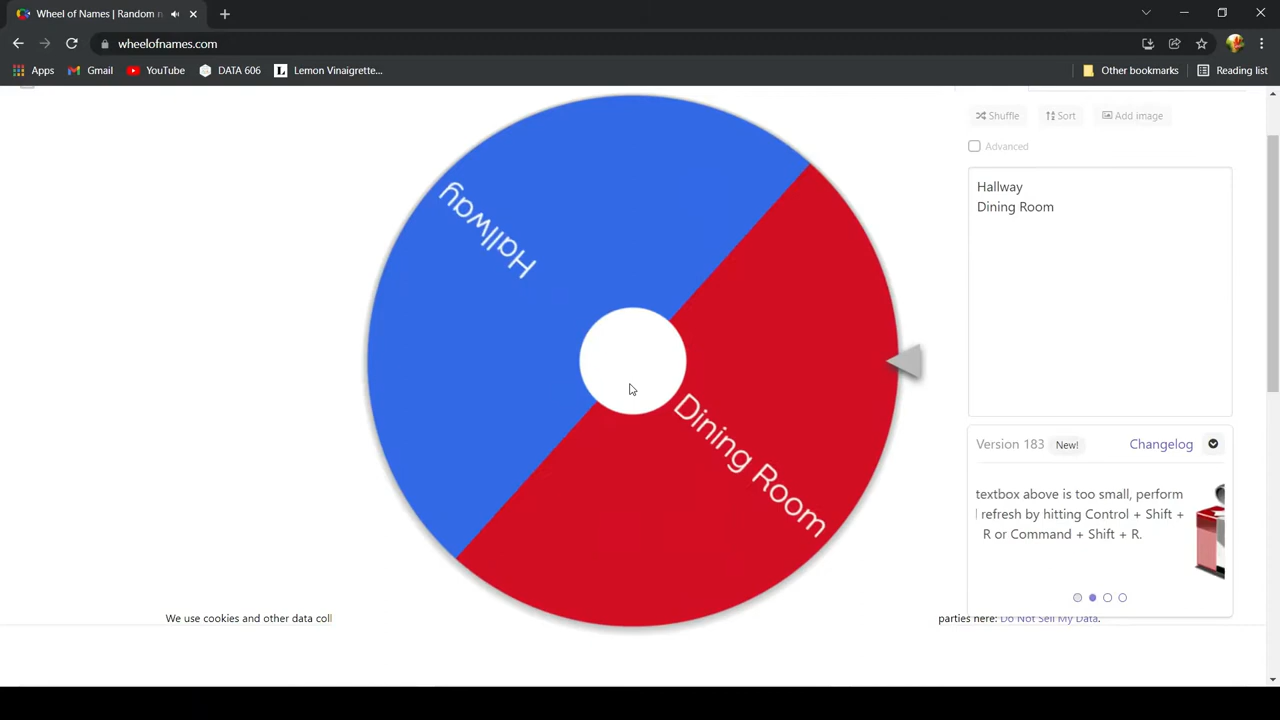 Wheel of Names | Random n
wheelofnames.com
Apps
Gmail
YouTube
DATA 606
Lemon Vinaigrette...
Other bookmarks
Reading list
Shuffle
Sort
Add image
Advanced
Hallway
Dining Room
Hallway
Dining Room
Version 183
New!
Changelog
textbox above is too small, perform
refresh by hitting Control + Shift +
R or Command + Shift + R.
We use cookies and other data coll
parties here: Do Not Sell My Data.